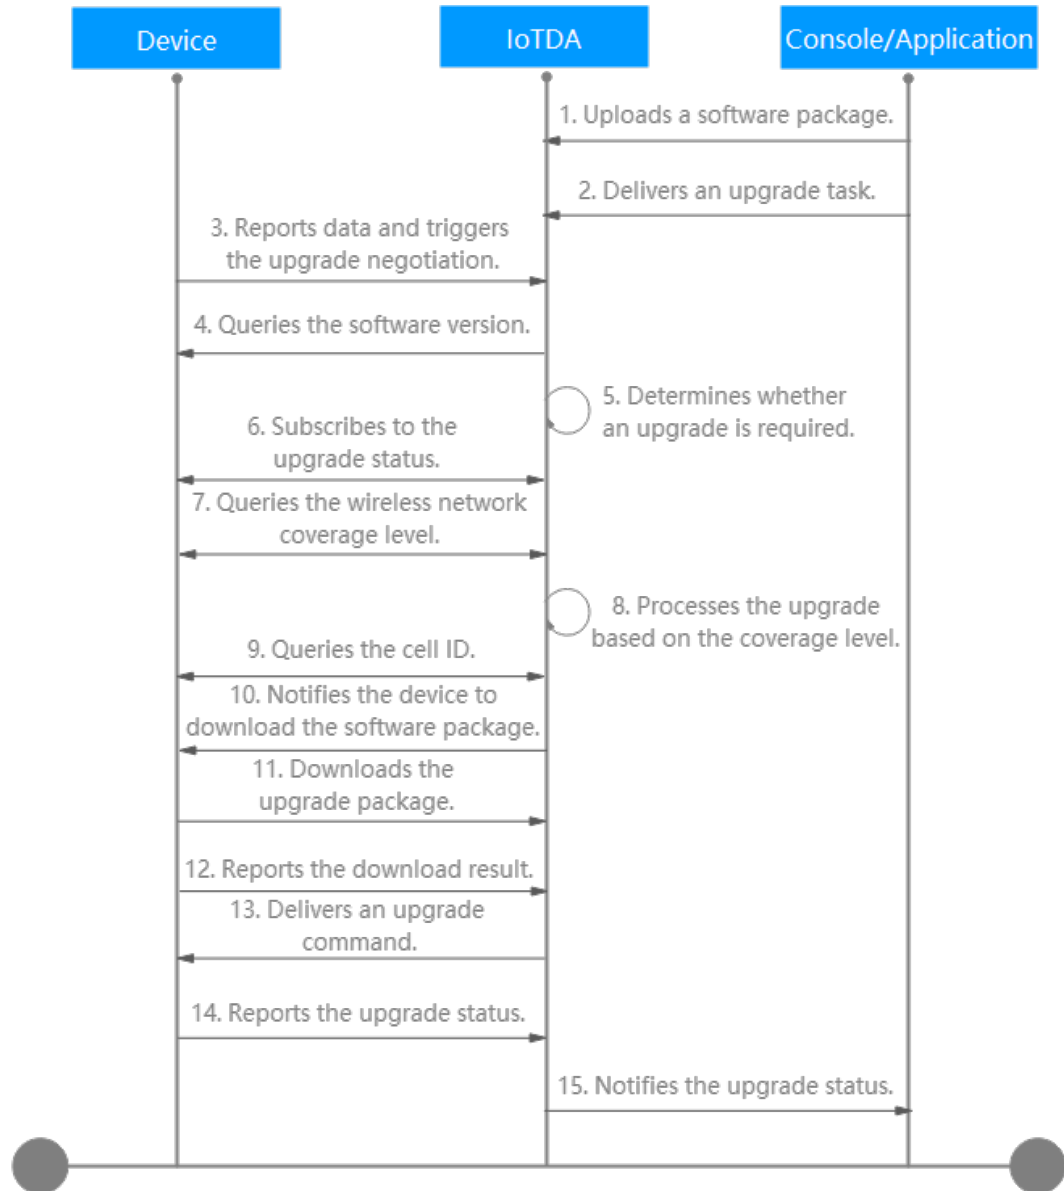 Device
IoTDA
Console/Application
1. Uploads a software package.
2. Delivers an upgrade task.
3. Reports data and triggers
the upgrade negotiation.
4. Queries the software version.
5. Determines whether
an upgrade is required.
6. Subscribes to the
upgrade status.
7. Queries the wireless network
coverage level.
8. Processes the upgrade
based on the coverage level.
9. Queries the cell ID.
10. Notifies the device to
download the software package.
11. Downloads the
upgrade package.
12. Reports the download result.
13. Delivers an upgrade
command.
14. Reports the upgrade status.
15. Notifies the upgrade status.